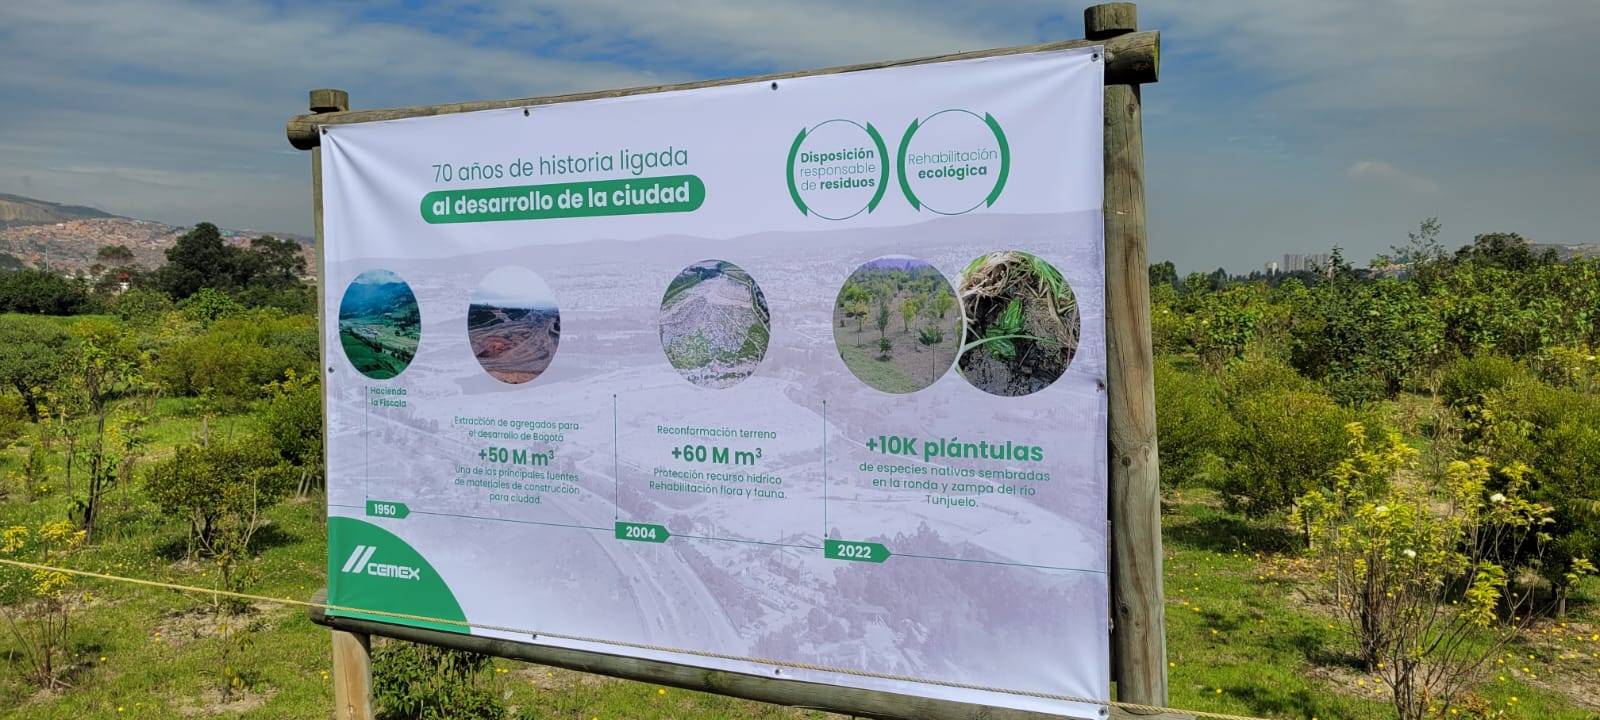 70 años de historia ligada
al desarrollo de la ciudad
Disposición
responsable
de residuos
Rehabilitación
ecológica
Hacienda
la Fiscala
Extracción de agregados para
el desarrollo de Bogotá
+50 M m³
Una de las principales fuentes
de materiales de construcción
para ciudad.
Reconformación terreno
+60 M m³
Protección recurso hídrico
Rehabilitación flora y fauna.
+10K plántulas
de especies nativas sembradas
en la ronda y zampa del río
Tunjuelo.
1950
2004
2022
CEMEX